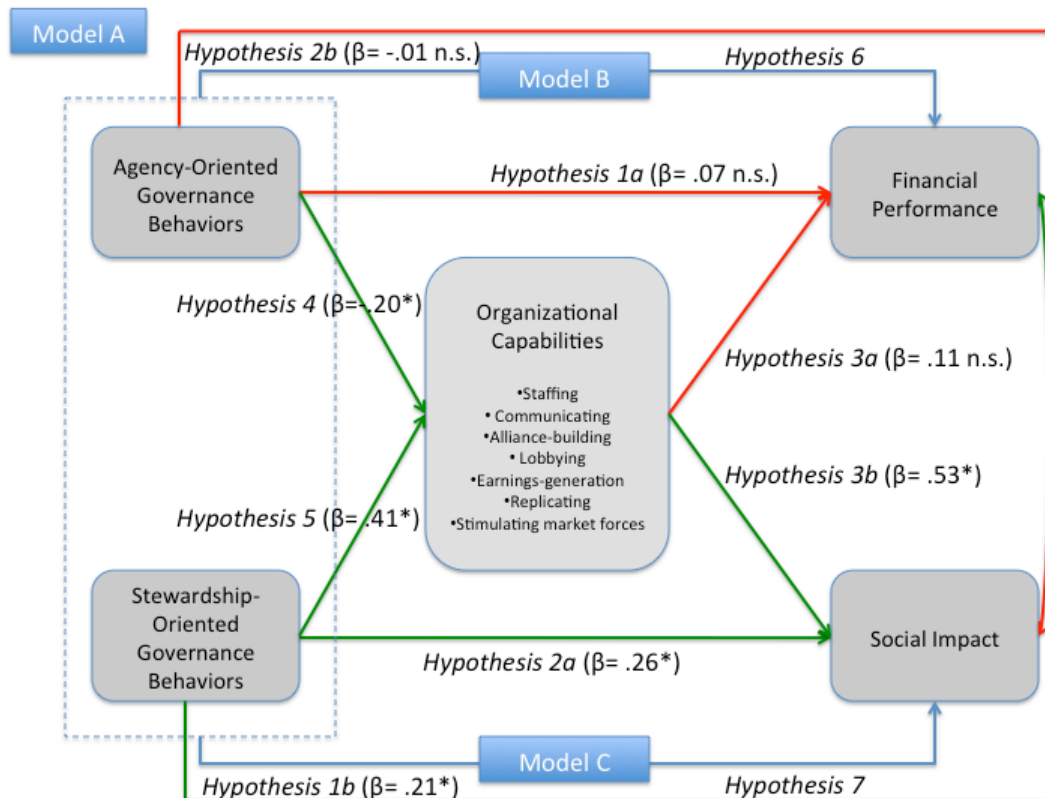 Model A
Hypothesis 2b (β= -.01 n.s.)
Model B
Hypothesis 6
Agency-Oriented
Governance
Behaviors
Hypothesis 1a (β= .07 n.s.)
Financial
Performance
Hypothesis 4 (β=-.20*)
Organizational
Capabilities
•Staffing
• Communicating
•Alliance-building
• Lobbying
•Earnings-generation
•Replicating
•Stimulating market forces
Hypothesis 3a (β= .11 n.s.)
Hypothesis 3b (β= .53*)
Hypothesis 5 (β= .41*)
Stewardship-
Oriented
Governance
Behaviors
Hypothesis 2a (β= .26*)
Social Impact
Model C
Hypothesis 1b (β= .21*)
Hypothesis 7